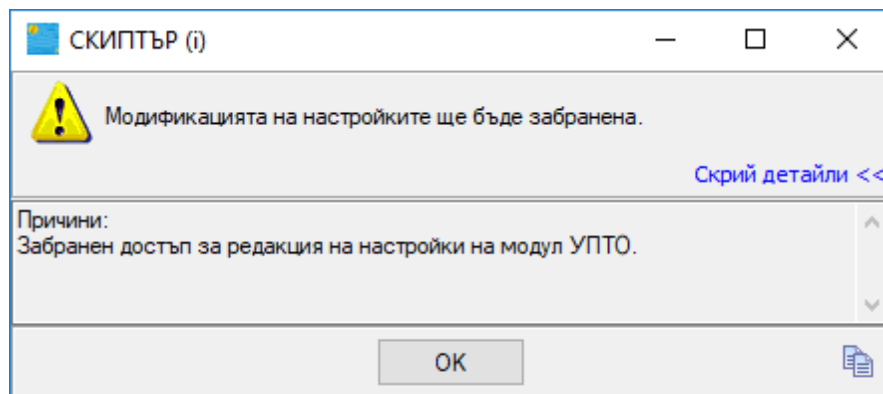 СКИПТЪР (i)
Модификацията на настройките ще бъде забранена.
Скрий детайли <<
Причини:
Забранен достъп за редакция на настройки на модул УПТО.
OK